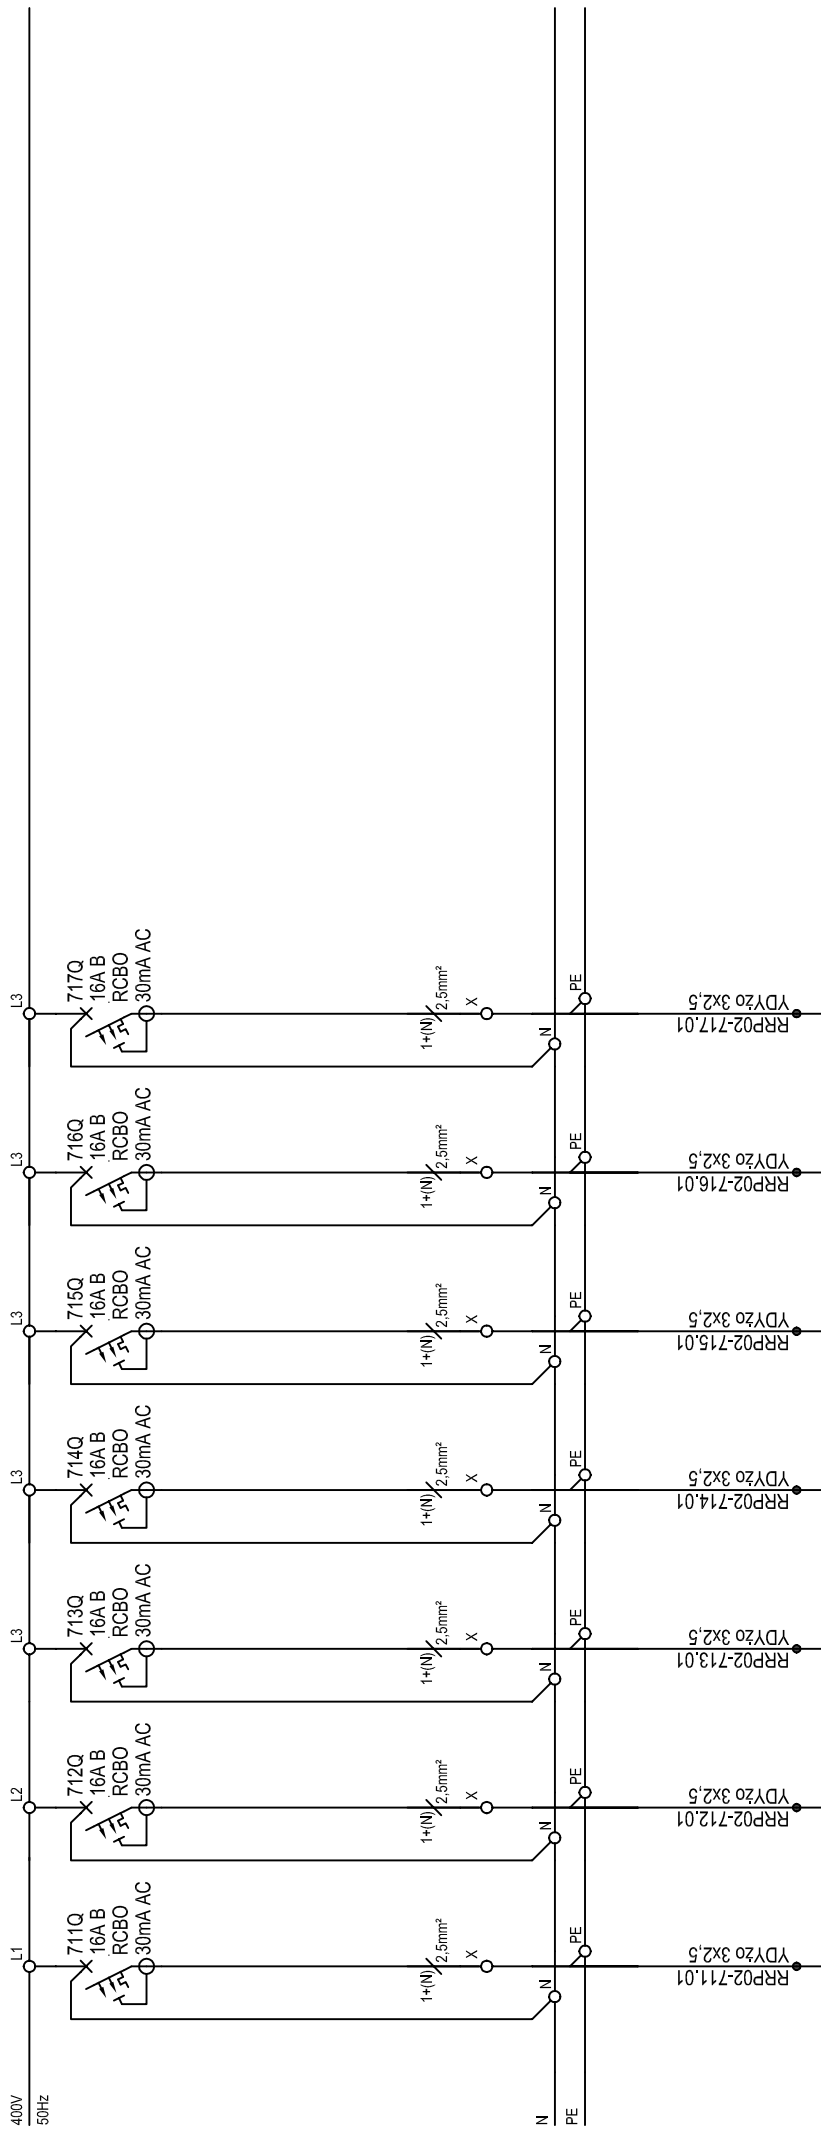 400V
50Hz
L1
711Q
16A B
RCBO
30mA AC
1+(N)
2,5mm²
X
N
PE
RRP02-711.01
YDYżo 3x2,5
L2
712Q
16A B
RCBO
30mA AC
1+(N)
2,5mm²
X
N
PE
RRP02-712.01
YDYżo 3x2,5
L3
713Q
16A B
RCBO
30mA AC
1+(N)
2,5mm²
X
N
PE
RRP02-713.01
YDYżo 3x2,5
L3
714Q
16A B
RCBO
30mA AC
1+(N)
2,5mm²
X
N
PE
RRP02-714.01
YDYżo 3x2,5
L3
715Q
16A B
RCBO
30mA AC
1+(N)
2,5mm²
X
N
PE
RRP02-715.01
YDYżo 3x2,5
L3
716Q
16A B
RCBO
30mA AC
1+(N)
2,5mm²
X
N
PE
RRP02-716.01
YDYżo 3x2,5
L3
717Q
16A B
RCBO
30mA AC
1+(N)
2,5mm²
X
N
PE
RRP02-717.01
YDYżo 3x2,5
N
PE